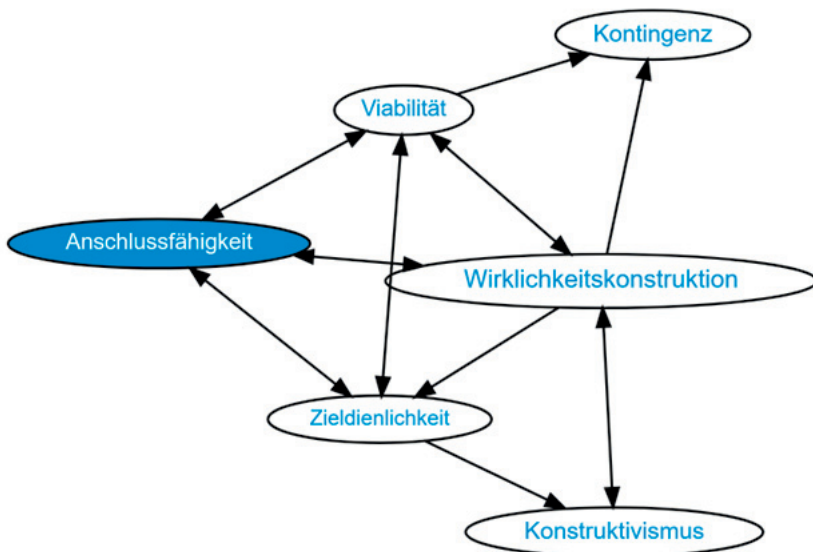 Kontingenz
Viabilität
Anschlussfähigkeit
Wirklichkeitskonstruktion
Zieldienlichkeit
Konstruktivismus